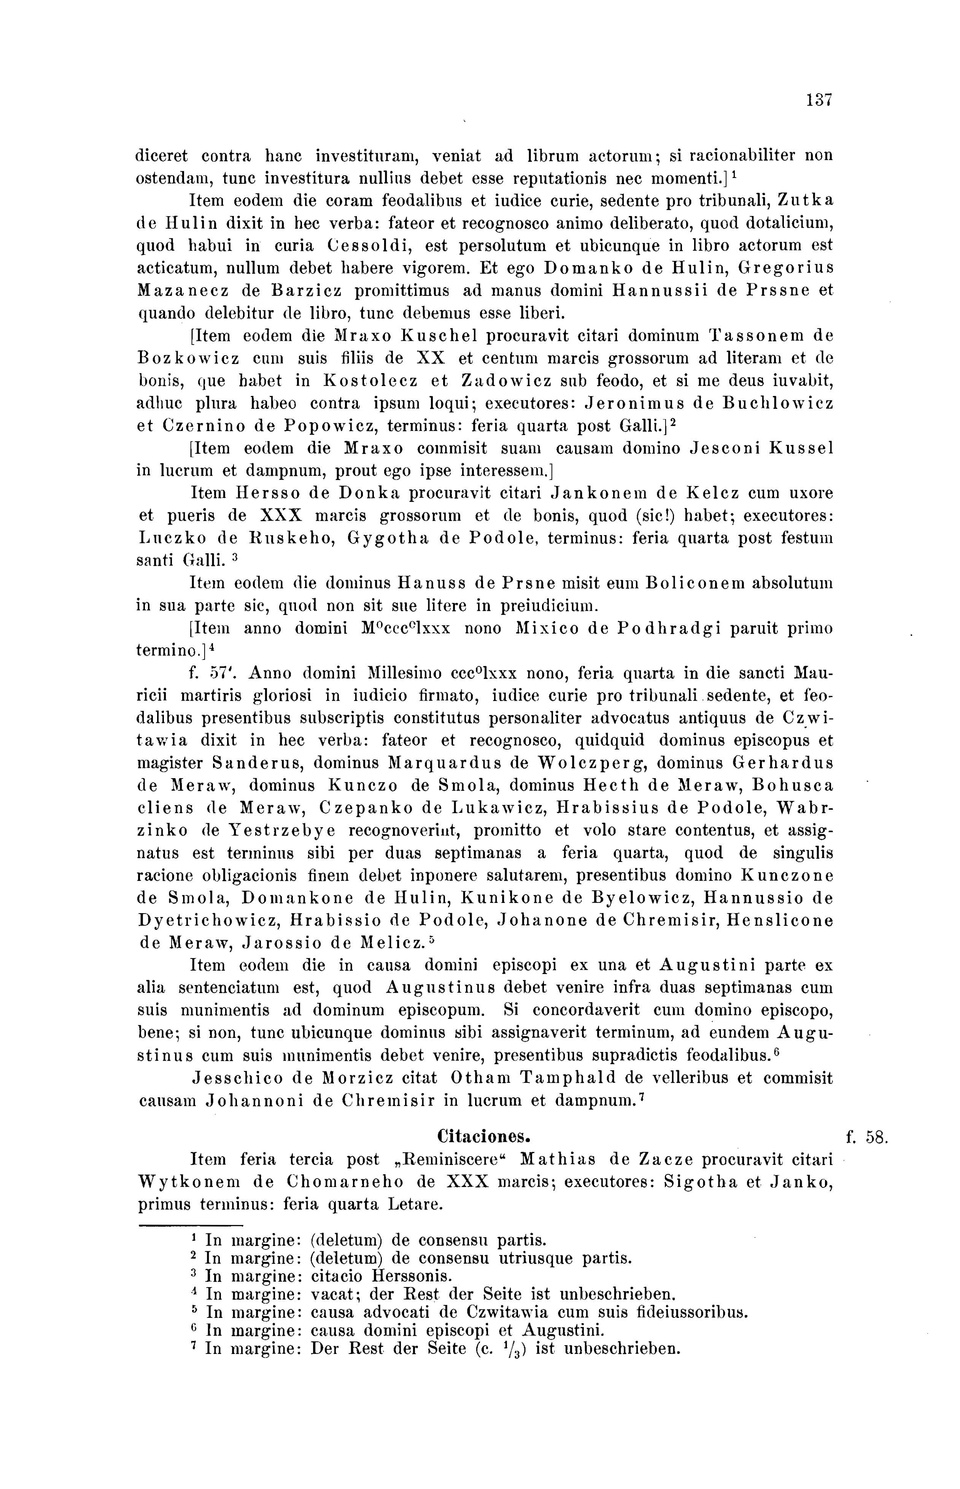 137
diceret contra hanc investituram, veniat ad librum actorum; si racionabiliter non
ostendam, tunc investitura nullius debet esse reputationis nec momenti.] ¹
Item eodem die coram feodalibus et iudice curie, sedente pro tribunali, Zutka
de Hulin dixit in hec verba: fateor et recognosco animo deliberato, quod dotalicium,
quod habui in curia Cessoldi, est persolutum et ubicunque in libro actorum est
acticatum, nullum debet habere vigorem. Et ego Domanko de Hulin, Gregorius
Mazanecz de Barzicz promittimus ad manus domini Hannussii de Prssne et
quando delebitur de libro, tunc debemus esse liberi.
[Item eodem die Mraxo Kuschel procuravit citari dominum Tassonem de
Bozkowicz cum suis filiis de XX et centum marcis grossorum ad literam et de
bonis, que habet in Kostolecz et Zadowicz sub feodo, et si me deus iuvabit,
adhuc plura habeo contra ipsum loqui; executores: Jeronimus de Buchlowicz
et Czernino de Popowicz, terminus: feria quarta post Galli.] ²
[Item eodem die Mraxo commisit suam causam domino Jesconi Kussel
in lucrum et dampnum, prout ego ipse interessem.]
Item Hersso de Donka procuravit citari Jankonem de Kelcz cum uxore
et pueris de XXX marcis grossorum et de bonis, quod (sic!) habet; executores:
Luczko de Ruskeho, Gygotha de Podole, terminus: feria quarta post festum
santi Galli. ³
Item eodem die dominus Hanuss de Prsne misit eum Boliconem absolutum
in sua parte sic, quod non sit sue litere in preiudicium.
[Item anno domini M⁰ccc⁰lxxx nono Mixico de Podhradgi paruit primo
termino.] ⁴
f. 57'. Anno domini Millesimo ccc⁰lxxx nono, feria quarta in die sancti Mau-
ricii martiris gloriosi in iudicio firmato, iudice curie pro tribunali sedente, et feo-
dalibus presentibus subscriptis constitutus personaliter advocatus antiquus de Czwi-
tawia dixit in hec verba: fateor et recognosco, quidquid dominus episcopus et
magister Sanderus, dominus Marquardus de Wolczperg, dominus Gerhardus
de Meraw, dominus Kunczo de Smola, dominus Hecth de Meraw, Bohusca
cliens de Meraw, Czepanko de Lukawicz, Hrabissius de Podole, Wabr-
zinko de Yestrzebye recognoverint, promitto et volo stare contentus, et assig-
natus est terminus sibi per duas septimanas a feria quarta, quod de singulis
racione obligacionis finem debet inponere salutarem, presentibus domino Kunczone
de Smola, Domankone de Hulin, Kunikone de Byelowicz, Hannussio de
Dyetrichowicz, Hrabissio de Podole, Johanone de Chremisir, Henslicone
de Meraw, Jarossio de Melicz. ⁵
Item eodem die in causa domini episcopi ex una et Augustini parte ex
alia sentenciatum est, quod Augustinus debet venire infra duas septimanas cum
suis munimentis ad dominum episcopum. Si concordaverit cum domino episcopo,
bene; si non, tunc ubicunque dominus sibi assignaverit terminum, ad eundem Augu-
stinus cum suis munimentis debet venire, presentibus supradictis feodalibus. ⁶
Jesschico de Morzicz citat Otham Tamphald de velleribus et commisit
causam Johannoni de Chremisir in lucrum et dampnum. ⁷
Citaciones. f. 58.
Item feria tercia post „Reminiscere“ Mathias de Zacze procuravit citari
Wytkonem de Chomarneho de XXX marcis; executores: Sigotha et Janko,
primus terminus: feria quarta Letare.
¹ In margine: (deletum) de consensu partis.
² In margine: (deletum) de consensu utriusque partis.
³ In margine: citacio Herssonis.
⁴ In margine: vacat; der Rest der Seite ist unbeschrieben.
⁵ In margine: causa advocati de Czwitawia cum suis fideiussoribus.
⁶ In margine: causa domini episcopi et Augustini.
⁷ In margine: Der Rest der Seite (c. ¹/₃) ist unbeschrieben.